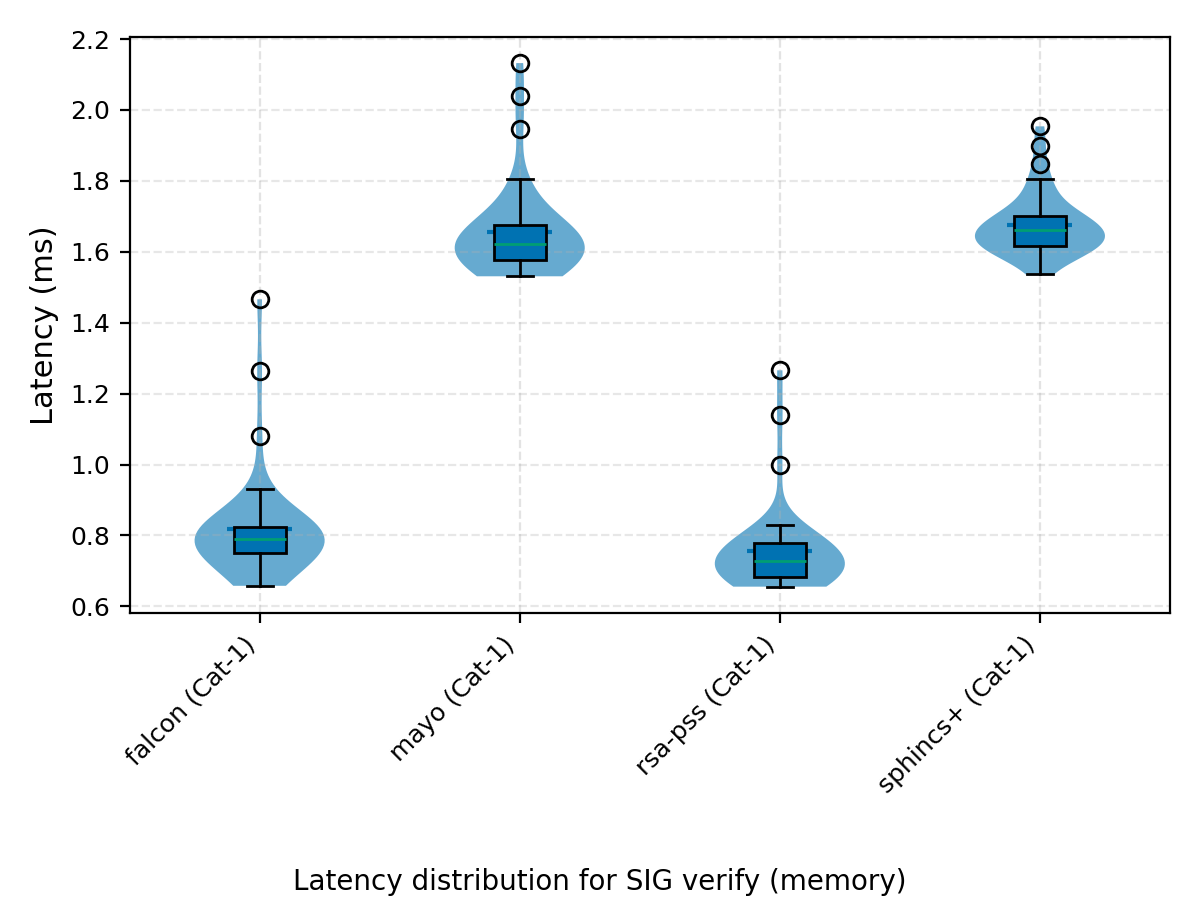 2.2
2.0
1.8
1.6
1.4
1.2
1.0
0.8
0.6
Latency (ms)
falcon (Cat-1)
mayo (Cat-1)
rsa-pss (Cat-1)
sphincs+ (Cat-1)
Latency distribution for SIG verify (memory)